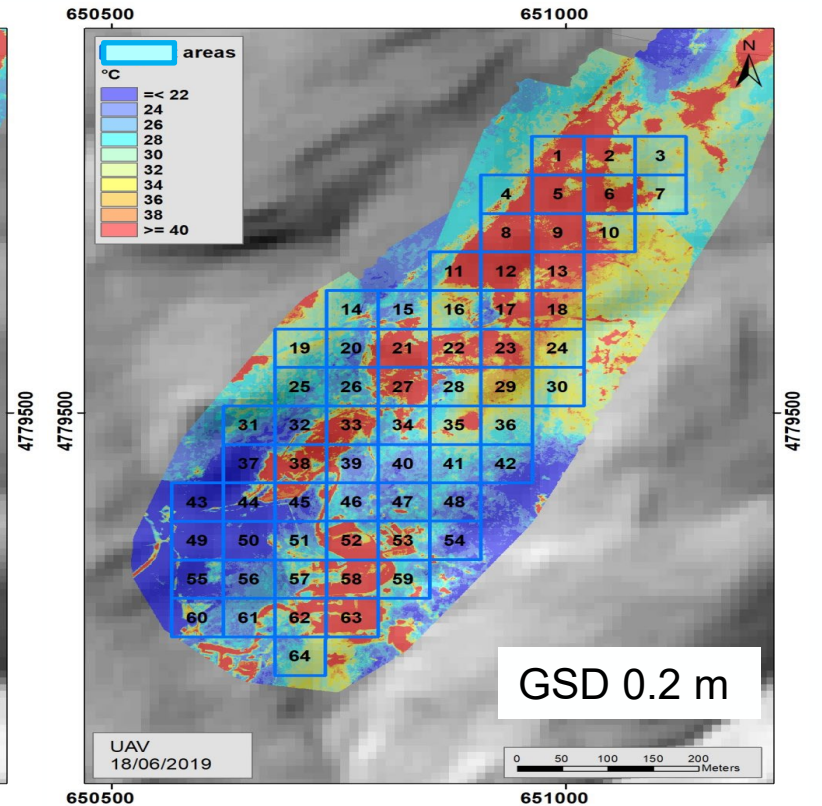 650500 651000
areas
°C
=< 22
24
26
28
30
32
34
36
38
>= 40
N
1 2 3
4 5 6 7
8 9 10
11 12 13
14 15 16 17 18
19 20 21 22 23 24
25 26 27 28 29 30
4779500 4779500 4779500
31 32 33 34 35 36
37 38 39 40 41 42
43 44 45 46 47 48
49 50 51 52 53 54
55 56 57 58 59
60 61 62 63
64
GSD 0.2 m
UAV
18/06/2019
0 50 100 150 200
Meters
650500 651000